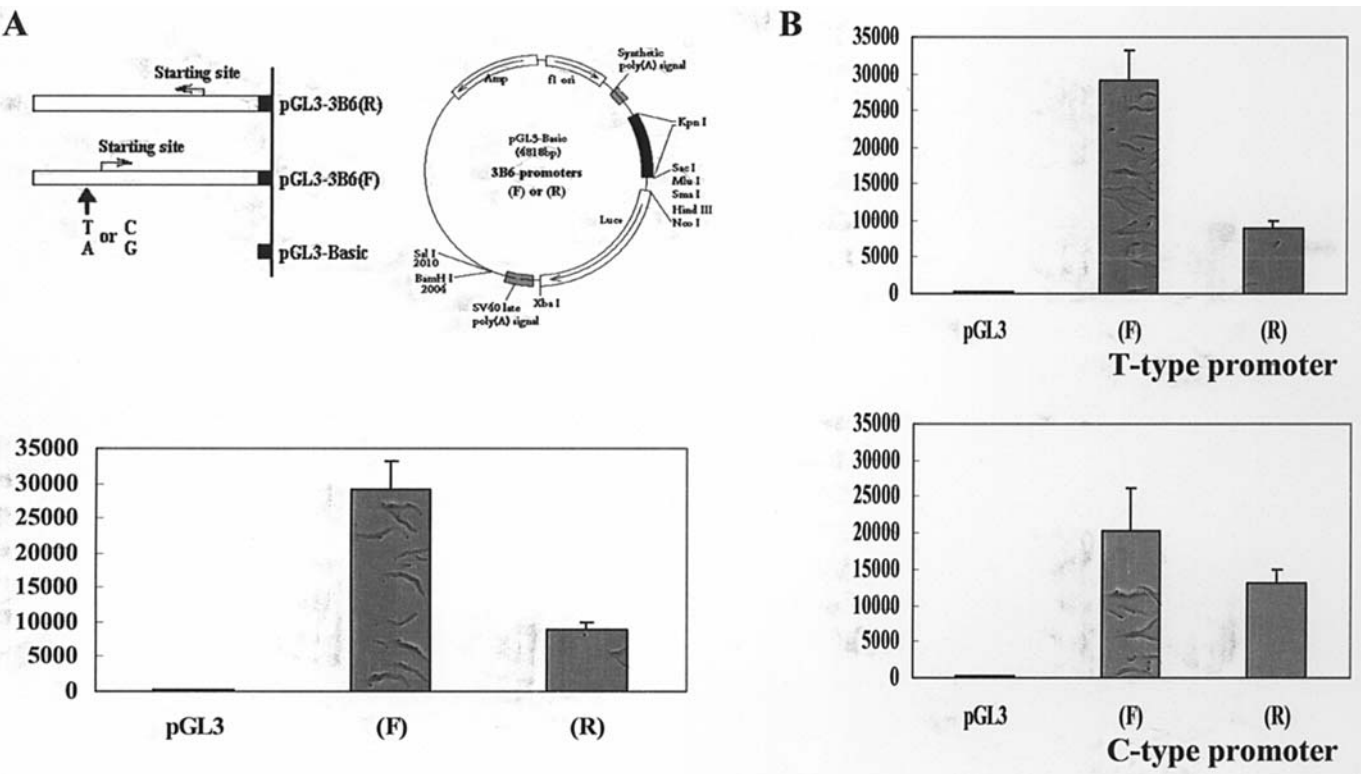 A
Starting site
pGL3-3B6(R)
Starting site
pGL3-3B6(F)
T or C
A G
pGL3-Basic
Amp
f1 ori
Synthetic
poly(A) signal
Kpn I
pGL3-Basic
(4818bp)
3B6-promoters
(F) or (R)
Sac I
Mlu I
Sma I
Hind III
Nco I
Luc+
Sal I
2010
BamH I
2004
SV40 late
poly(A) signal
Xba I
35000
30000
25000
20000
15000
10000
5000
0
pGL3 (F) (R)
B
35000
30000
25000
20000
15000
10000
5000
0
pGL3 (F) (R)
T-type promoter
35000
30000
25000
20000
15000
10000
5000
0
pGL3 (F) (R)
C-type promoter